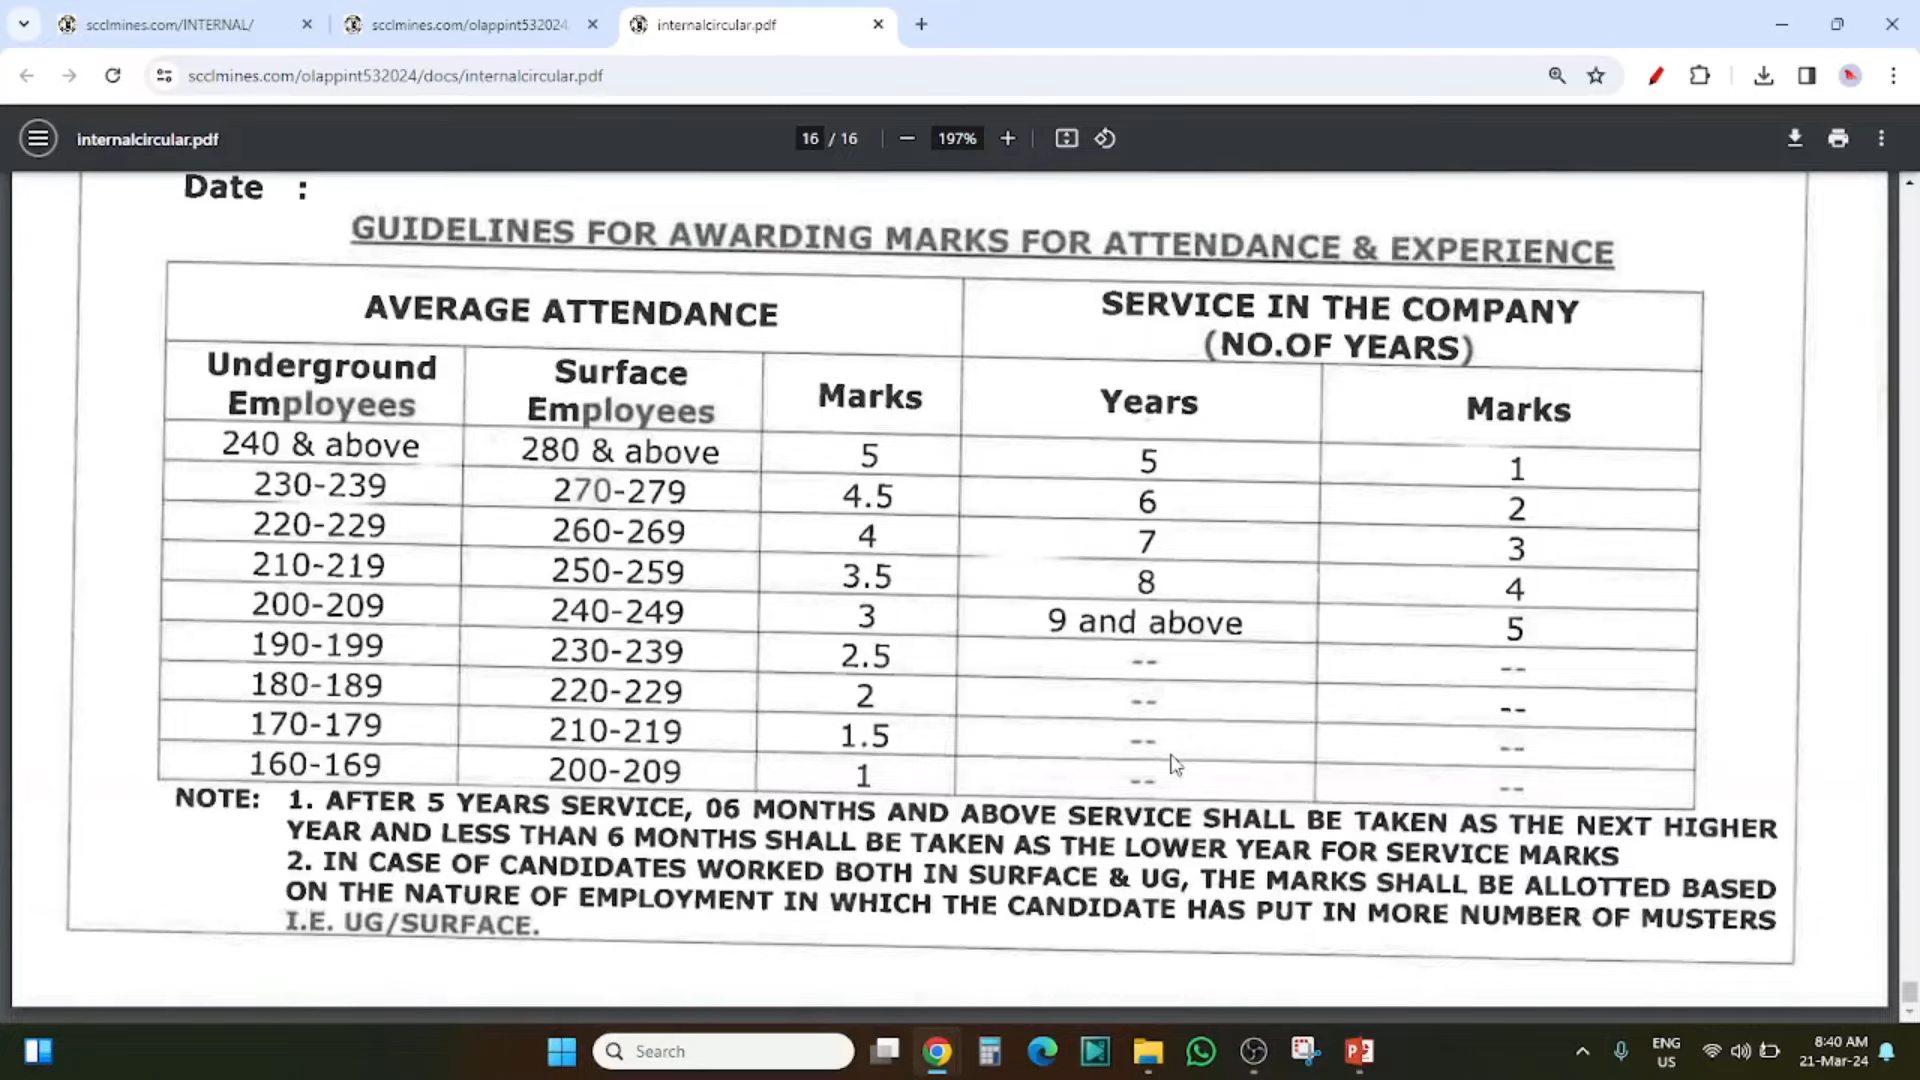 scclmines.com/INTERNAL/
scclmines.com/olappint532024
internalcircular.pdf
scclmines.com/olappint532024/docs/internalcircular.pdf
internalcircular.pdf
16 / 16
197%
Date :
GUIDELINES FOR AWARDING MARKS FOR ATTENDANCE & EXPERIENCE
AVERAGE ATTENDANCE
SERVICE IN THE COMPANY
(NO.OF YEARS)
Underground Employees
Surface Employees
Marks
Years
Marks
240 & above 280 & above 5 5 1
230-239 270-279 4.5 6 2
220-229 260-269 4 7 3
210-219 250-259 3.5 8 4
200-209 240-249 3 9 and above 5
190-199 230-239 2.5 -- --
180-189 220-229 2 -- --
170-179 210-219 1.5 -- --
160-169 200-209 1 -- --
NOTE: 1. AFTER 5 YEARS SERVICE, 06 MONTHS AND ABOVE SERVICE SHALL BE TAKEN AS THE NEXT HIGHER
YEAR AND LESS THAN 6 MONTHS SHALL BE TAKEN AS THE LOWER YEAR FOR SERVICE MARKS
2. IN CASE OF CANDIDATES WORKED BOTH IN SURFACE & UG, THE MARKS SHALL BE ALLOTTED BASED
ON THE NATURE OF EMPLOYMENT IN WHICH THE CANDIDATE HAS PUT IN MORE NUMBER OF MUSTERS
I.E. UG/SURFACE.
Search
ENG
US
8:40 AM
21-Mar-24